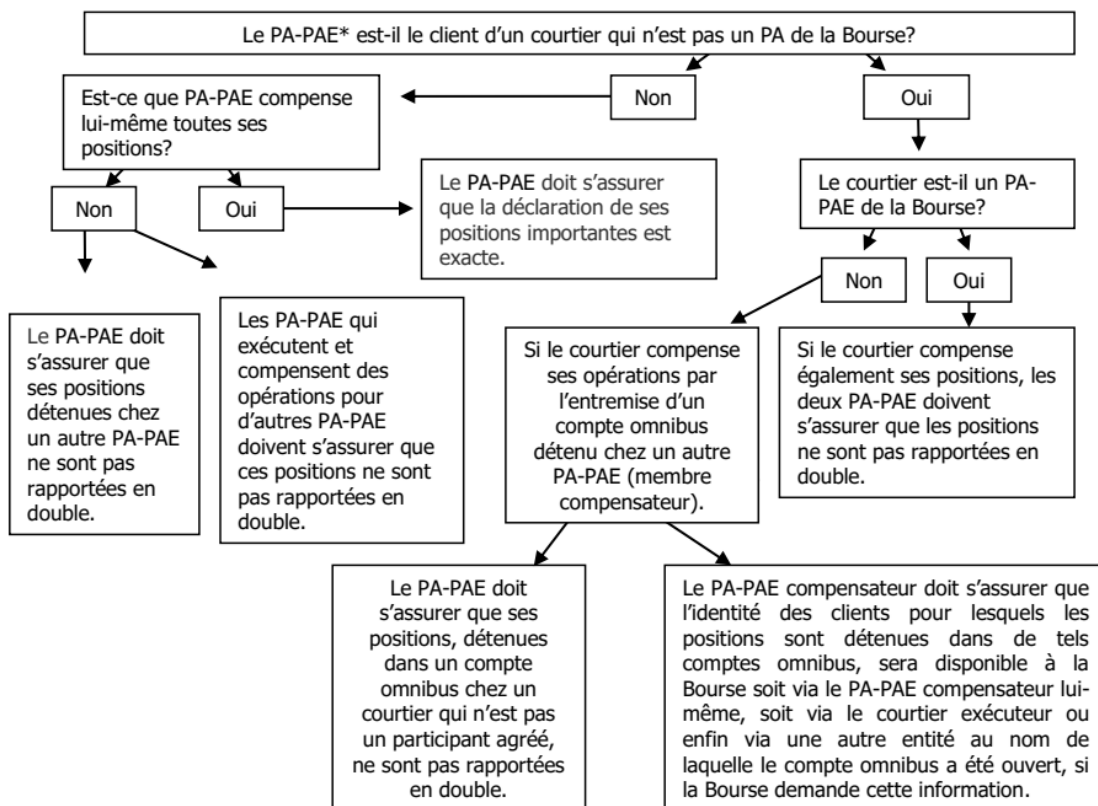 Le PA-PAE* est-il le client d'un courtier qui n'est pas un PA de la Bourse?
Non
Oui
Est-ce que PA-PAE compense
lui-même toutes ses
positions?
Non
Oui
Le PA-PAE doit s'assurer
que la déclaration de ses
positions importantes est
exacte.
Le courtier est-il un PA-
PAE de la Bourse?
Non
Oui
Le PA-PAE doit
s'assurer que
ses positions
détenues chez
un autre PA-PAE
ne sont pas
rapportées en
double.
Les PA-PAE qui
exécutent et
compensent des
opérations pour
d'autres PA-PAE
doivent s'assurer que
ces positions ne sont
pas rapportées en
double.
Si le courtier compense
ses opérations par
l'entremise d'un
compte omnibus
détenu chez un autre
PA-PAE (membre
compensateur).
Si le courtier compense
également ses positions, les
deux PA-PAE doivent
s'assurer que les positions
ne sont pas rapportées en
double.
Le PA-PAE doit
s'assurer que ses
positions, détenues
dans un compte
omnibus chez un
courtier qui n'est pas
un participant agréé,
ne sont pas rapportées
en double.
Le PA-PAE compensateur doit s'assurer que
l'identité des clients pour lesquels les
positions sont détenues dans de tels
comptes omnibus, sera disponible à la
Bourse soit via le PA-PAE compensateur lui-
même, soit via le courtier exécuteur ou
enfin via une autre entité au nom de
laquelle le compte omnibus a été ouvert, si
la Bourse demande cette information.